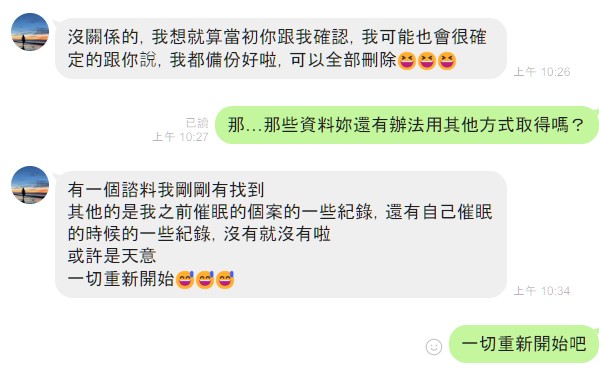 沒關係的, 我想就算當初你跟我確認, 我可能也會很確
定的跟你說, 我都備份好啦, 可以全部刪除😆😆😆
上午 10:26
已讀
上午 10:27
那...那些資料妳還有辦法用其他方式取得嗎？
有一個諮料我剛剛有找到
其他的是我之前催眠的個案的一些紀錄, 還有自己催眠
的時候的一些紀錄, 沒有就沒有啦
或許是天意
一切重新開始😅😅😅
上午 10:34
一切重新開始吧